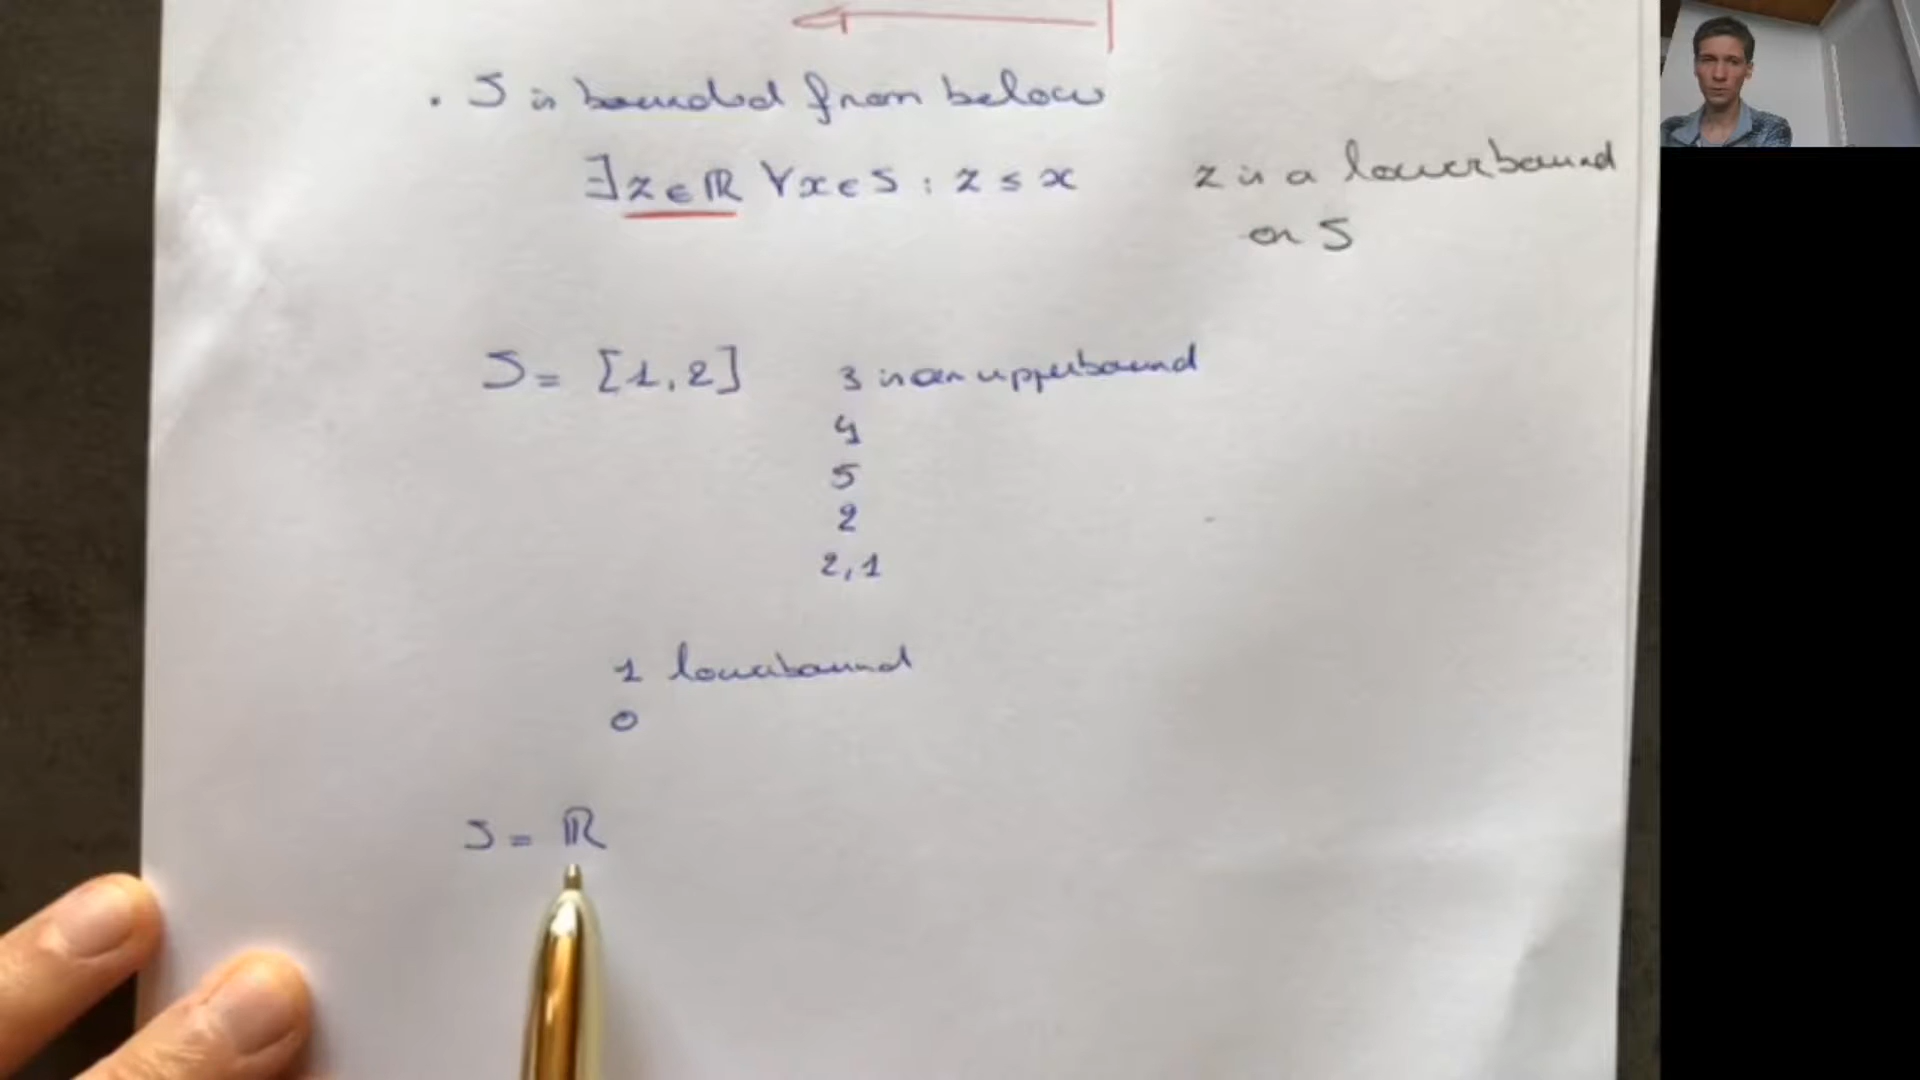 . S is bounded from below
∃ z ∈ ℝ ∀ x ∈ S : z ≤ x
z is a lowerbound
on S
S = [1, 2]
3 is an upperbound
4
5
2
2,1
1 lowerbound
0
S = ℝ